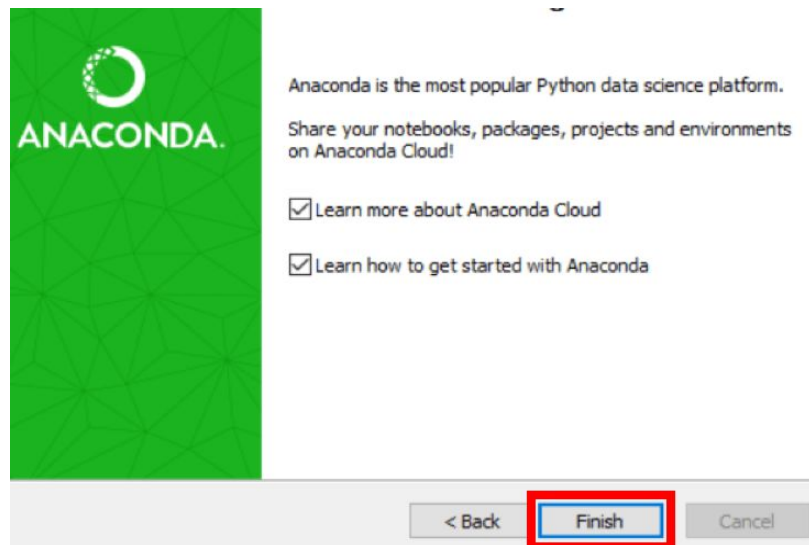 ANACONDA.
Anaconda is the most popular Python data science platform.
Share your notebooks, packages, projects and environments
on Anaconda Cloud!
Learn more about Anaconda Cloud
Learn how to get started with Anaconda
< Back
Finish
Cancel